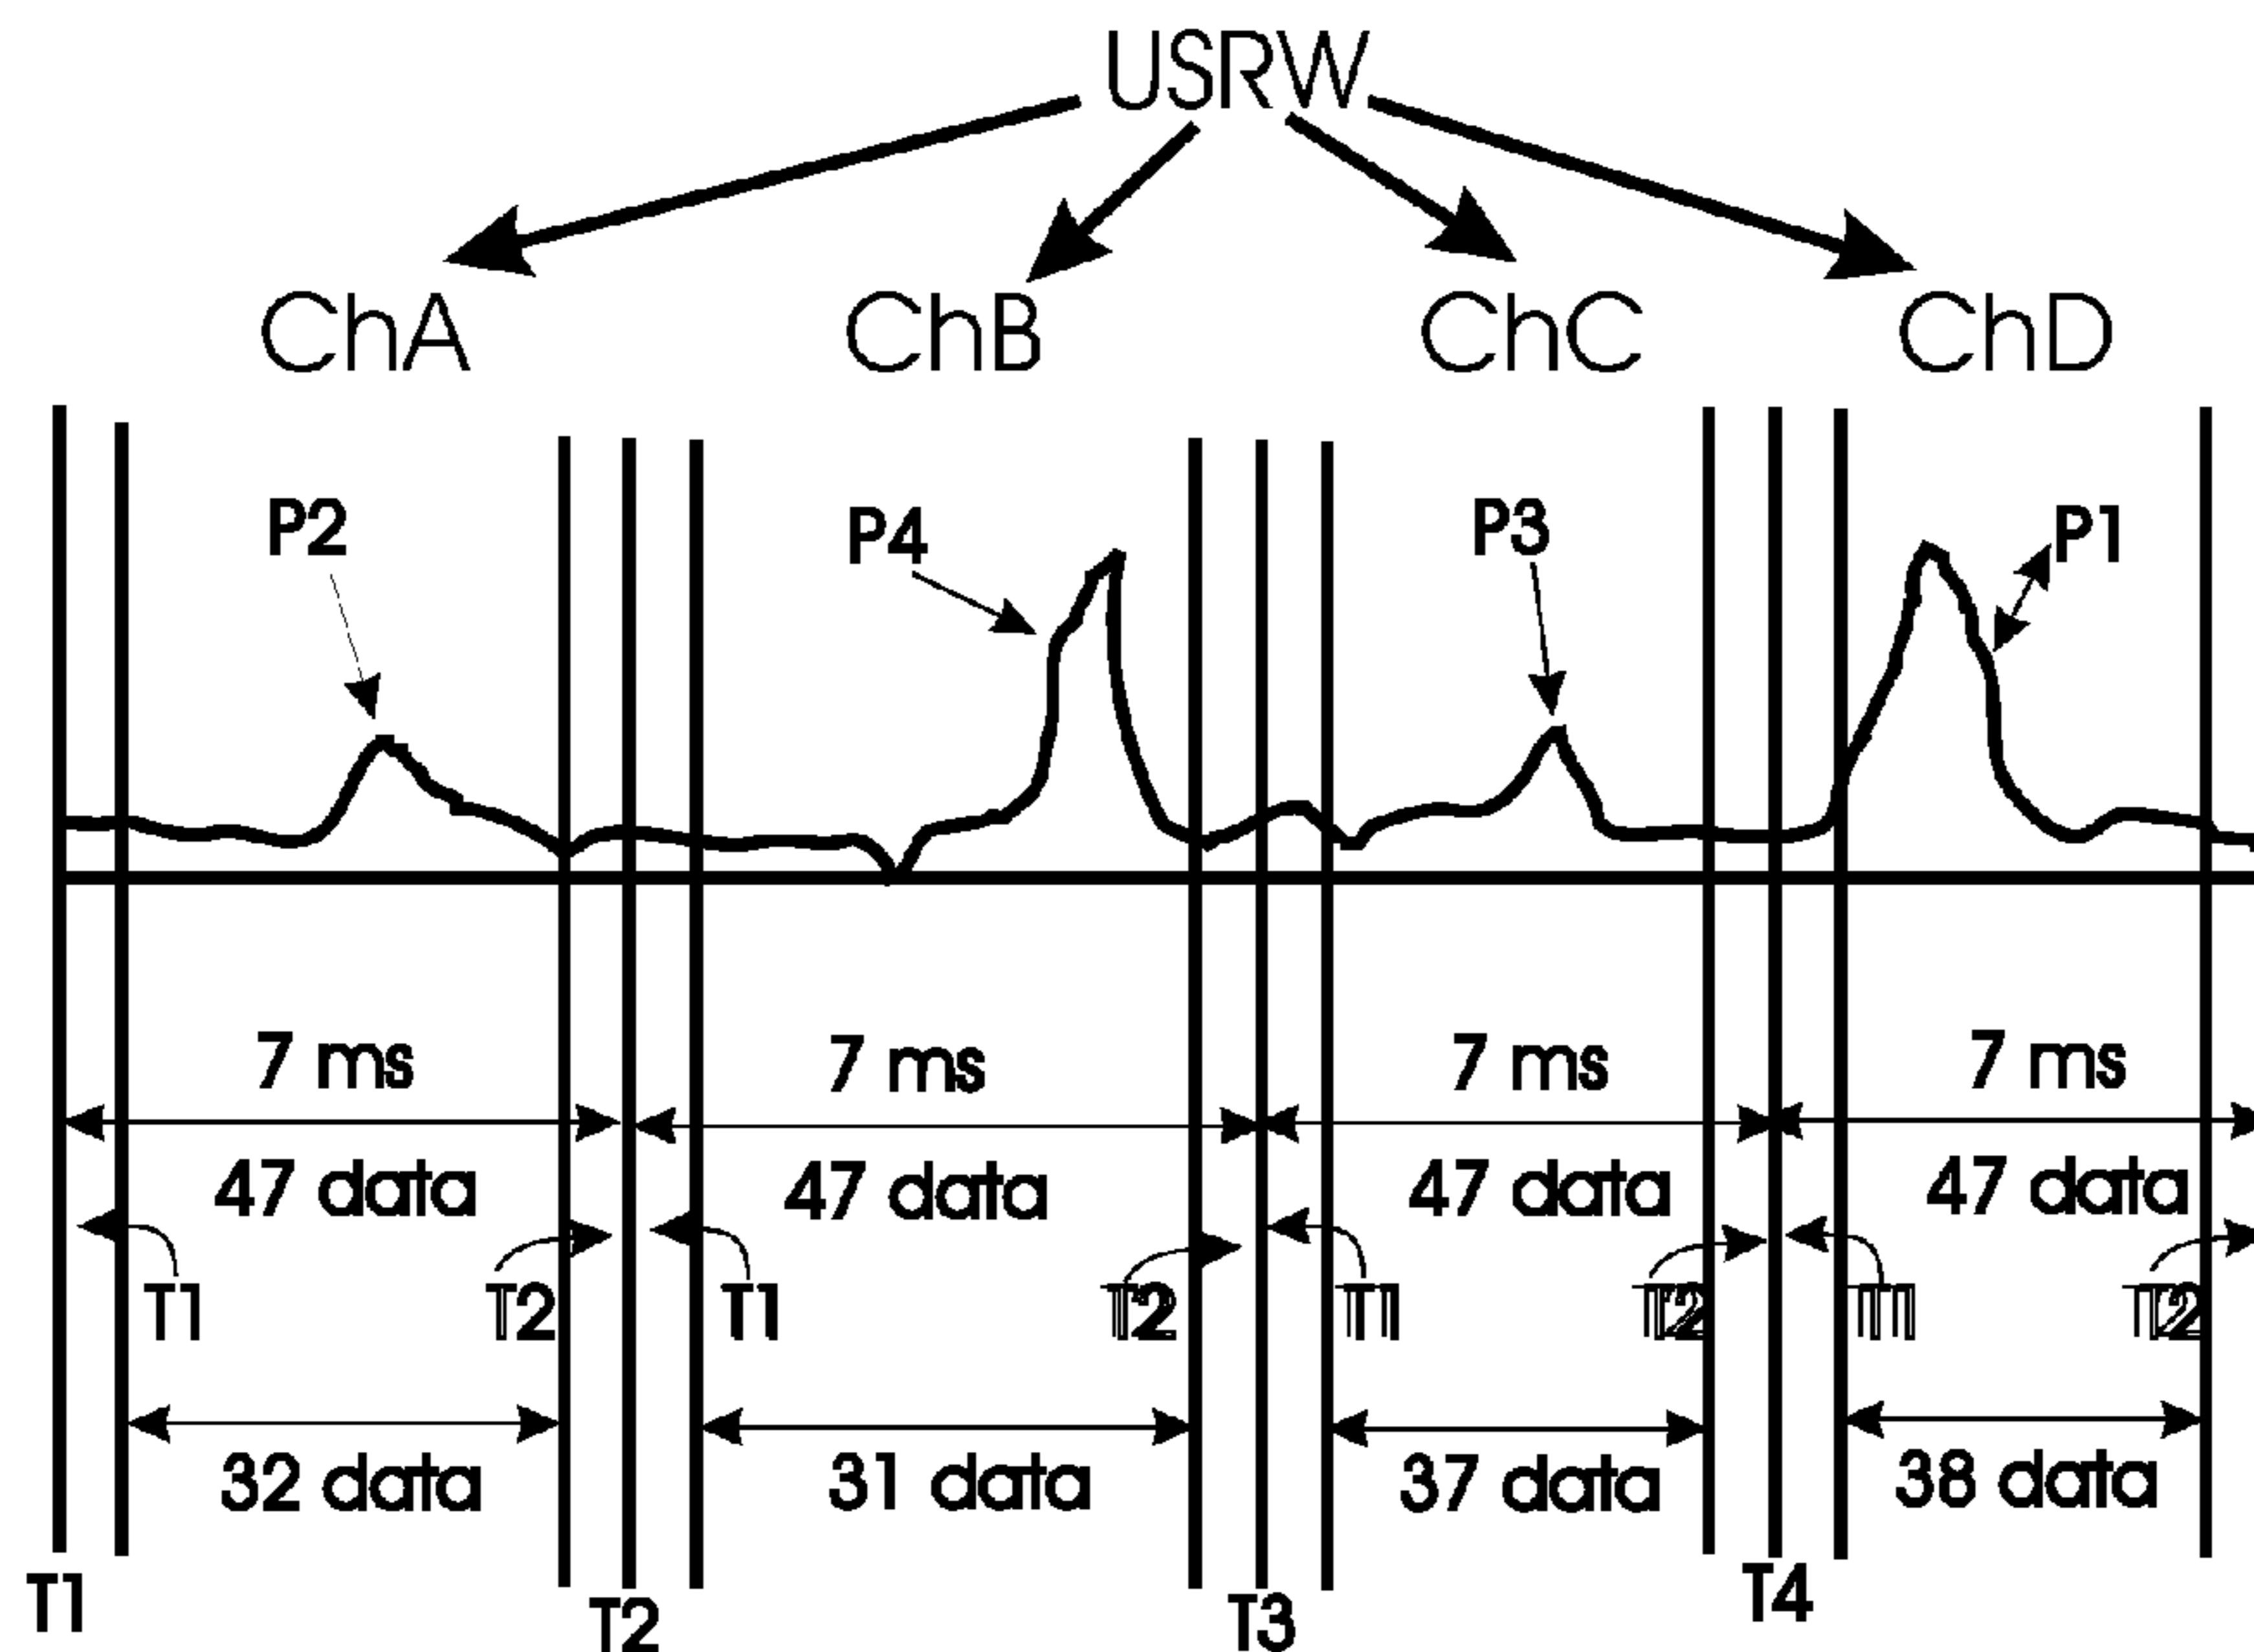 USRW
ChA ChB ChC ChD
P2 P4 P3 P1
7 ms 7 ms 7 ms 7 ms
47 data 47 data 47 data 47 data
T1 T2 T1 T2 T1 T2 T1 T2
32 data 31 data 37 data 38 data
T1 T2 T3 T4